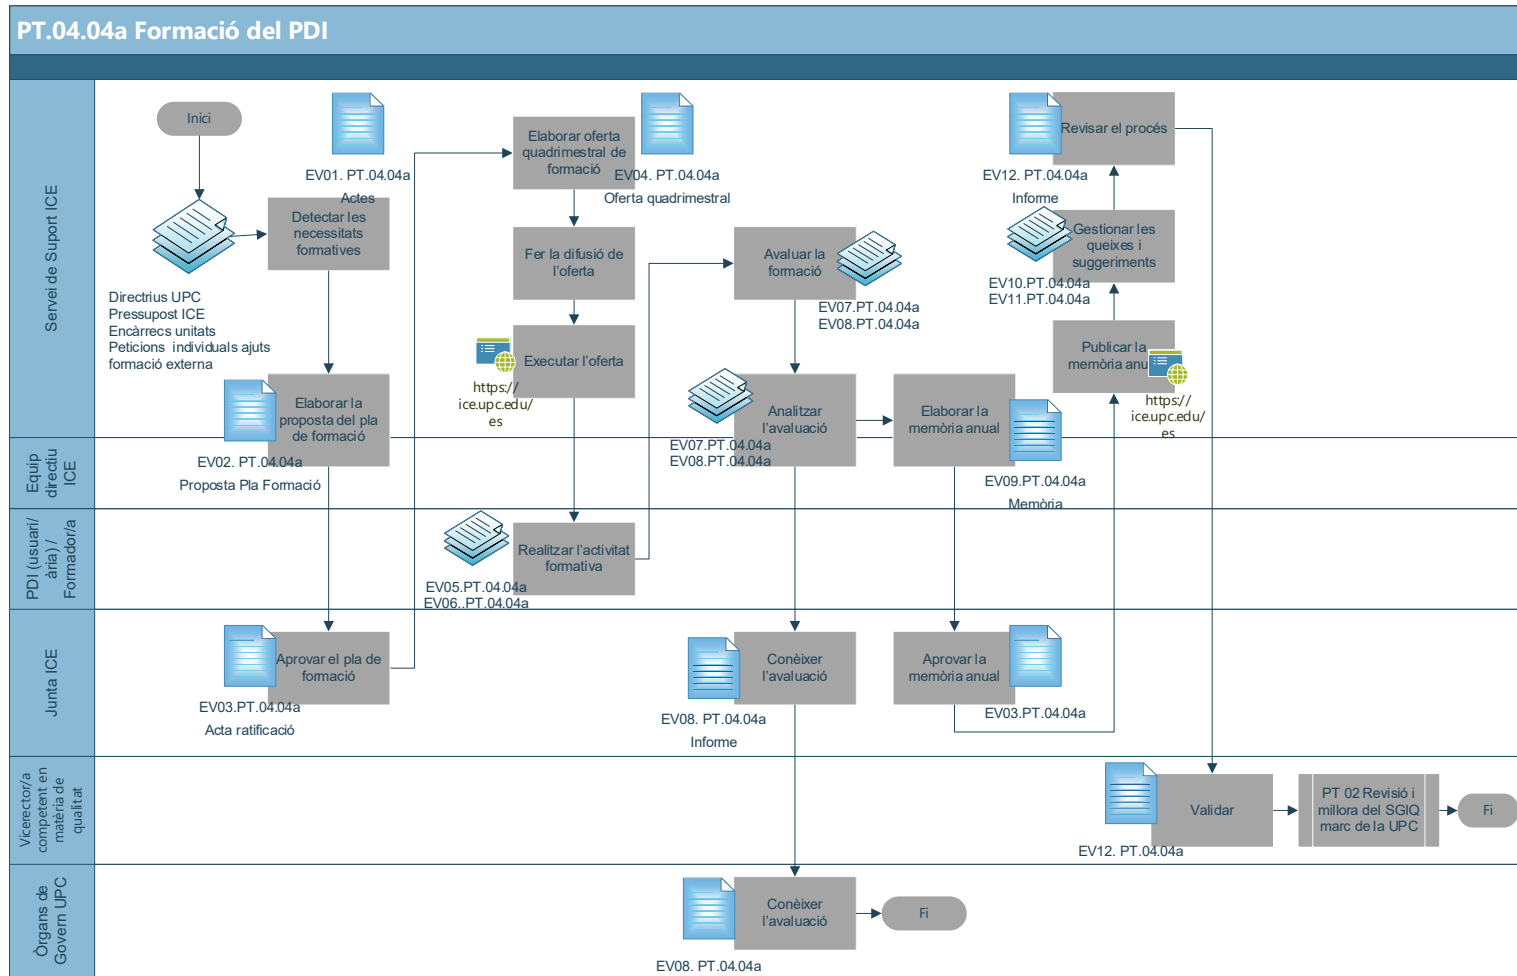 PT.04.04a Formació del PDI
Servei de Suport ICE
Inici
Directrius UPC
Pressupost ICE
Encàrrecs unitats
Peticions individuals ajuts
formació externa
EV01. PT.04.04a
Actes
Detectar les
necessitats
formatives
Elaborar la
proposta del pla
de formació
EV02. PT.04.04a
Proposta Pla Formació
Elaborar oferta
quadrimestral de
formació
EV04. PT.04.04a
Oferta quadrimestral
Fer la difusió de
l’oferta
Executar l’oferta
https://
ice.upc.edu/
es
Avaluar la
formació
EV07.PT.04.04a
EV08.PT.04.04a
Analitzar
l’avaluació
EV07.PT.04.04a
EV08.PT.04.04a
Elaborar la
memòria anual
EV09.PT.04.04a
Memòria
Revisar el procés
EV12. PT.04.04a
Informe
Gestionar les
queixes i
suggeriments
EV10.PT.04.04a
EV11.PT.04.04a
Publicar la
memòria anu
https://
ice.upc.edu/
es
Equip
directiu
ICE
PDI (usuari/
ària) /
Formador/a
Realitzar l’activitat
formativa
EV05.PT.04.04a
EV06..PT.04.04a
Junta ICE
Aprovar el pla de
formació
EV03.PT.04.04a
Acta ratificació
Conèixer
l’avaluació
EV08. PT.04.04a
Informe
Aprovar la
memòria anual
EV03.PT.04.04a
Vicerector/a
competent en
matèria de
qualitat
Validar
EV12. PT.04.04a
PT 02 Revisió i
millora del SGIQ
marc de la UPC
Fi
Òrgans de
Govern UPC
Conèixer
l’avaluació
EV08. PT.04.04a
Fi